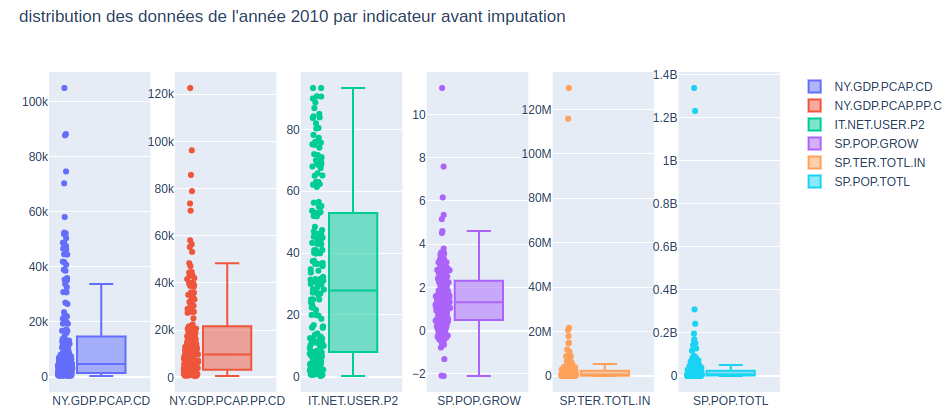 distribution des données de l'année 2010 par indicateur avant imputation
100k
80k
60k
40k
20k
0
NY.GDP.PCAP.CD
120k
100k
80k
60k
40k
20k
0
NY.GDP.PCAP.PP.CD
80
60
40
20
0
IT.NET.USER.P2
10
8
6
4
2
0
−2
SP.POP.GROW
120M
100M
80M
60M
40M
20M
0
SP.TER.TOTL.IN
1.4B
1.2B
1B
0.8B
0.6B
0.4B
0.2B
0
SP.POP.TOTL
NY.GDP.PCAP.CD
NY.GDP.PCAP.PP.C
IT.NET.USER.P2
SP.POP.GROW
SP.TER.TOTL.IN
SP.POP.TOTL